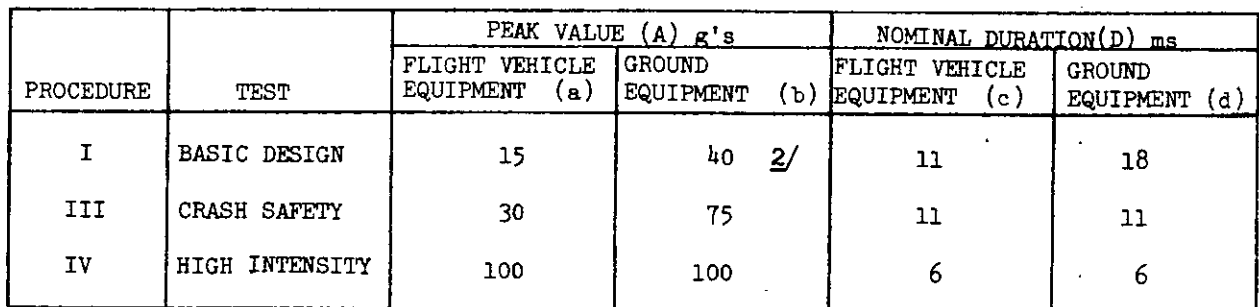 PEAK VALUE (A) g's NOMINAL DURATION(D) ms
FLIGHT VEHICLE GROUND FLIGHT VEHICLE GROUND
PROCEDURE TEST EQUIPMENT (a) EQUIPMENT (b) EQUIPMENT (c) EQUIPMENT (d)
I BASIC DESIGN 15 40 2/ 11 18
III CRASH SAFETY 30 75 11 11
IV HIGH INTENSITY 100 100 6 6